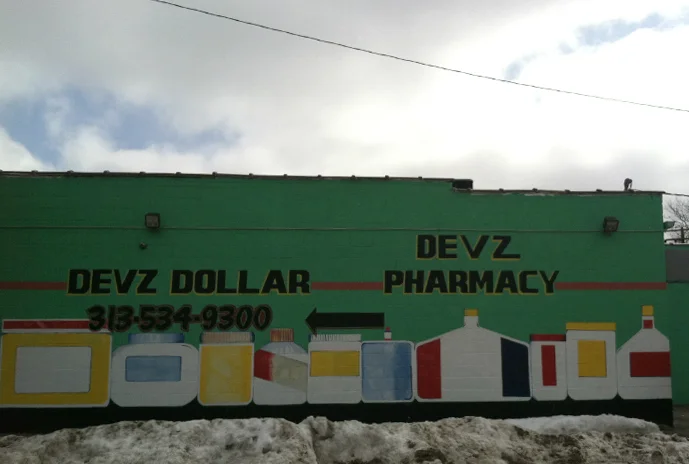 DEVZ DOLLAR
313-534-9300
DEVZ
PHARMACY